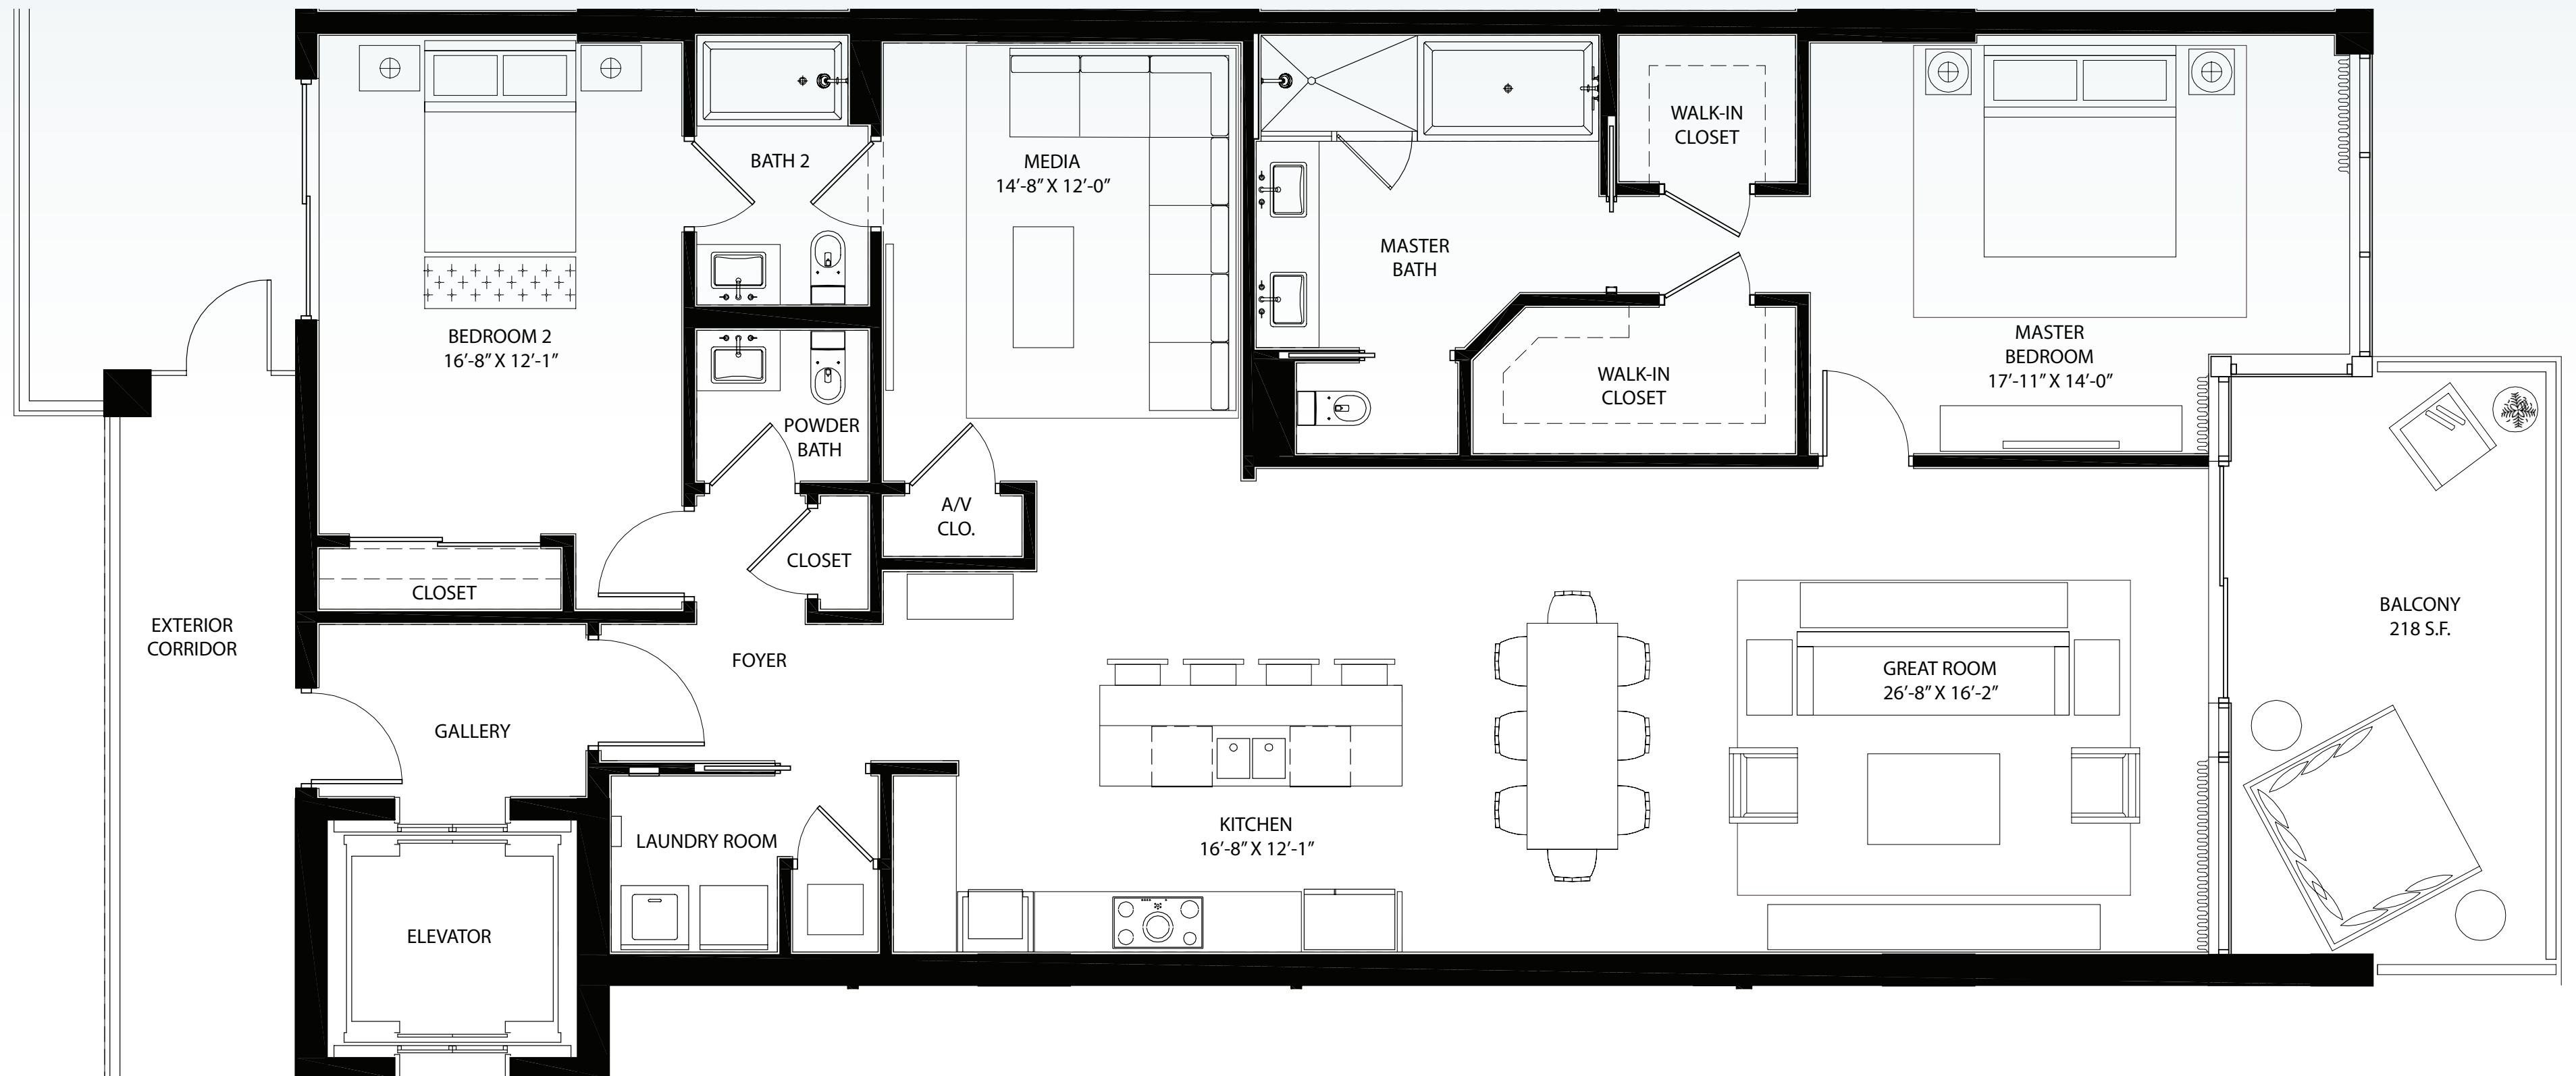 BATH 2
MEDIA
14'-8” X 12'-0”
WALK-IN
CLOSET
MASTER
BATH
BEDROOM 2
16'-8” X 12'-1”
MASTER
BEDROOM
17'-11” X 14'-0”
WALK-IN
CLOSET
POWDER
BATH
A/V
CLO.
CLOSET
CLOSET
EXTERIOR
CORRIDOR
FOYER
GALLERY
GREAT ROOM
26'-8” X 16'-2”
BALCONY
218 S.F.
LAUNDRY ROOM
KITCHEN
16'-8” X 12'-1”
ELEVATOR